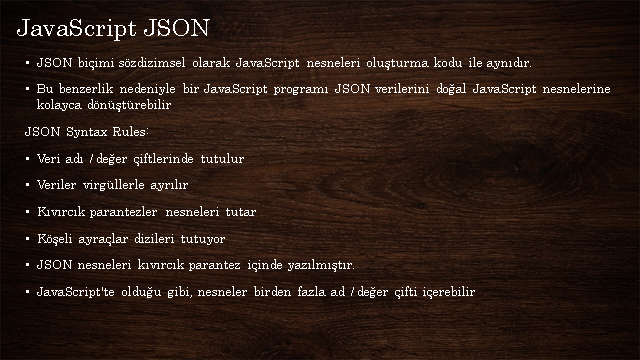 JavaScript JSON
• JSON biçimi sözdizimsel olarak JavaScript nesneleri oluşturma kodu ile aynıdır.
• Bu benzerlik nedeniyle bir JavaScript programı JSON verilerini doğal JavaScript nesnelerine
kolayca dönüştürebilir
JSON Syntax Rules:
• Veri adı / değer çiftlerinde tutulur
• Veriler virgüllerle ayrılır
• Kıvırcık parantezler nesneleri tutar
• Köşeli ayraçlar dizileri tutuyor
• JSON nesneleri kıvırcık parantez içinde yazılmıştır.
• JavaScript'te olduğu gibi, nesneler birden fazla ad / değer çifti içerebilir